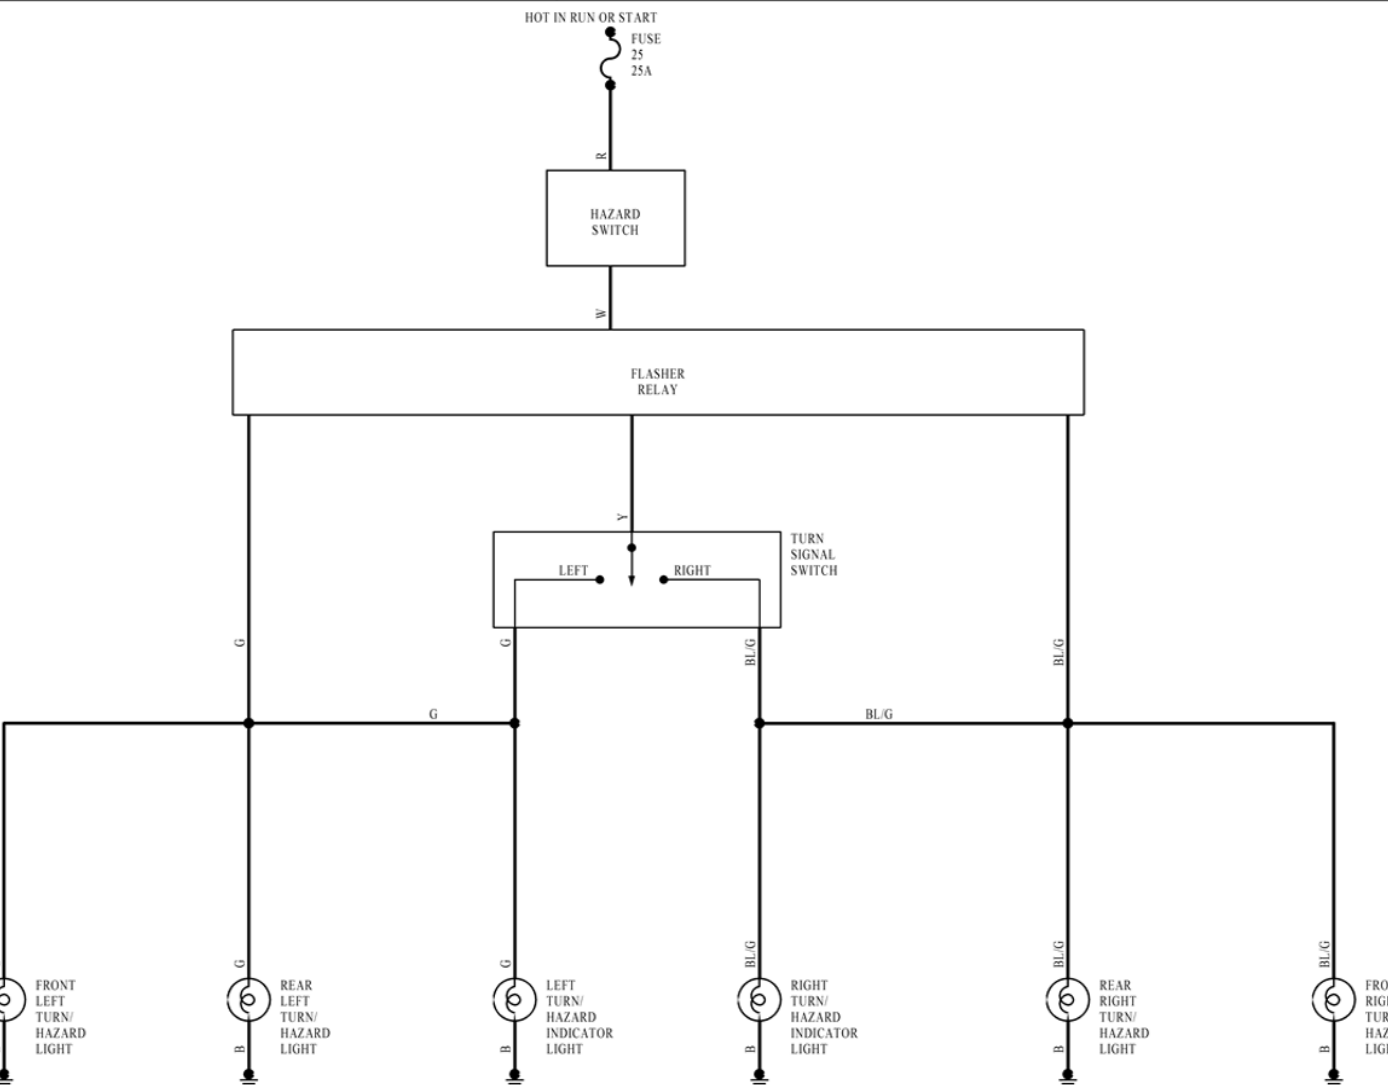 HOT IN RUN OR START
FUSE
25
25A
R
HAZARD
SWITCH
W
FLASHER
RELAY
Y
TURN
SIGNAL
SWITCH
LEFT
RIGHT
G
G
BL/G
BL/G
G
BL/G
G
G
BL/G
BL/G
BL/G
FRONT
LEFT
TURN/
HAZARD
LIGHT
REAR
LEFT
TURN/
HAZARD
LIGHT
LEFT
TURN/
HAZARD
INDICATOR
LIGHT
RIGHT
TURN/
HAZARD
INDICATOR
LIGHT
REAR
RIGHT
TURN/
HAZARD
LIGHT
B
B
B
B
B